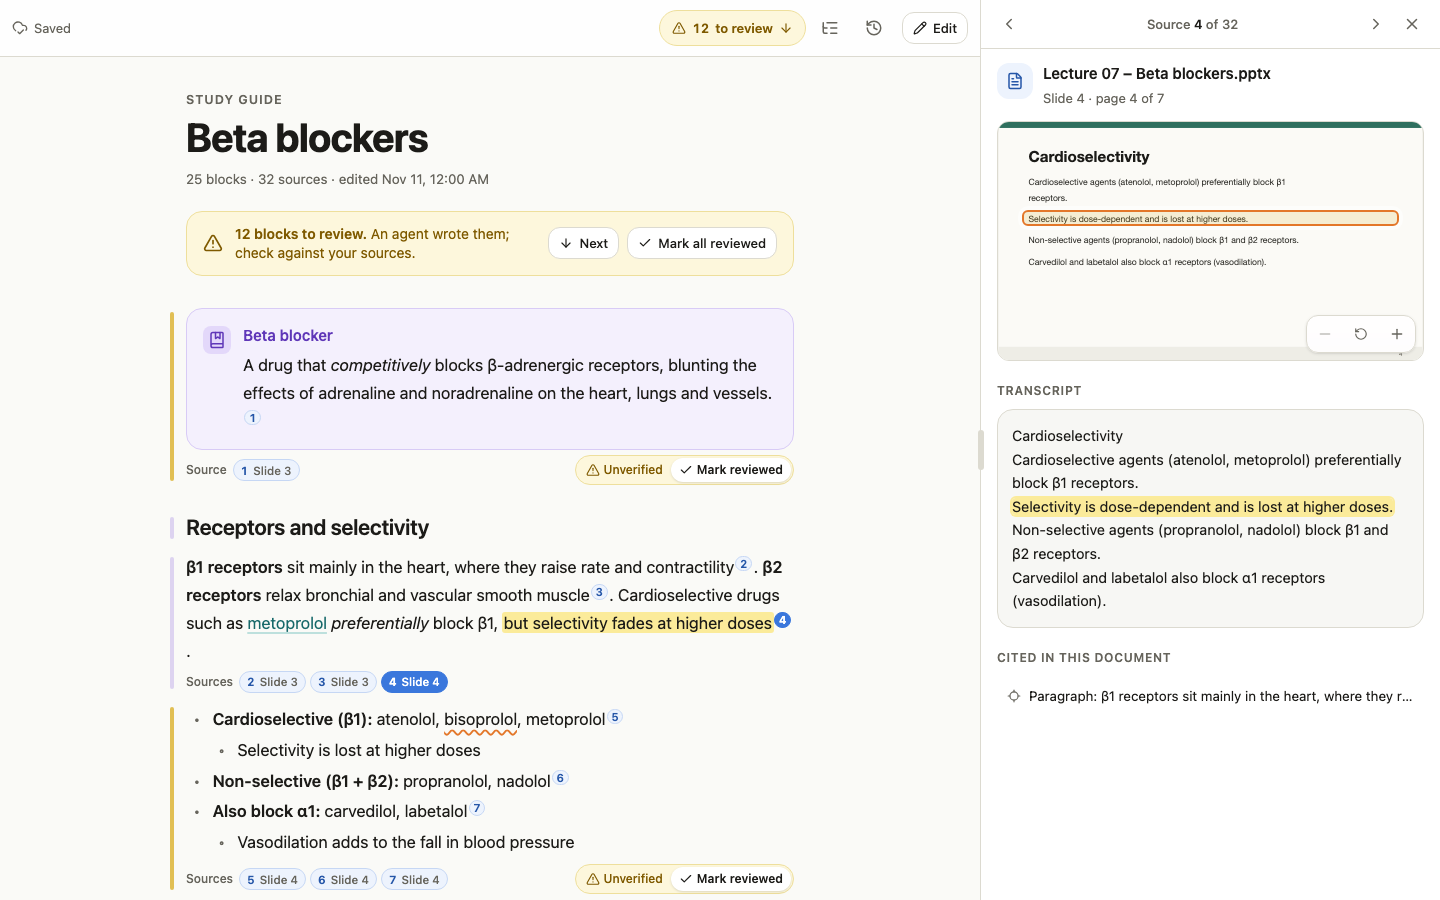 Saved
12 to review
Edit
STUDY GUIDE
Beta blockers
25 blocks · 32 sources · edited Nov 11, 12:00 AM
12 blocks to review. An agent wrote them;
check against your sources.
Next
Mark all reviewed
Beta blocker
A drug that competitively blocks β-adrenergic receptors, blunting the
effects of adrenaline and noradrenaline on the heart, lungs and vessels.
1
Source 1 Slide 3
Unverified Mark reviewed
Receptors and selectivity
β1 receptors sit mainly in the heart, where they raise rate and contractility 2 . β2
receptors relax bronchial and vascular smooth muscle 3 . Cardioselective drugs
such as metoprolol preferentially block β1, but selectivity fades at higher doses 4
.
Sources 2 Slide 3 3 Slide 3 4 Slide 4
• Cardioselective (β1): atenolol, bisoprolol, metoprolol 5
• Selectivity is lost at higher doses
• Non-selective (β1 + β2): propranolol, nadolol 6
• Also block α1: carvedilol, labetalol 7
• Vasodilation adds to the fall in blood pressure
Sources 5 Slide 4 6 Slide 4 7 Slide 4
Unverified Mark reviewed
Source 4 of 32
Lecture 07 – Beta blockers.pptx
Slide 4 · page 4 of 7
Cardioselectivity
Cardioselective agents (atenolol, metoprolol) preferentially block β1
receptors.
Selectivity is dose-dependent and is lost at higher doses.
Non-selective agents (propranolol, nadolol) block β1 and β2 receptors.
Carvedilol and labetalol also block α1 receptors (vasodilation).
TRANSCRIPT
Cardioselectivity
Cardioselective agents (atenolol, metoprolol) preferentially
block β1 receptors.
Selectivity is dose-dependent and is lost at higher doses.
Non-selective agents (propranolol, nadolol) block β1 and
β2 receptors.
Carvedilol and labetalol also block α1 receptors
(vasodilation).
CITED IN THIS DOCUMENT
Paragraph: β1 receptors sit mainly in the heart, where they r...